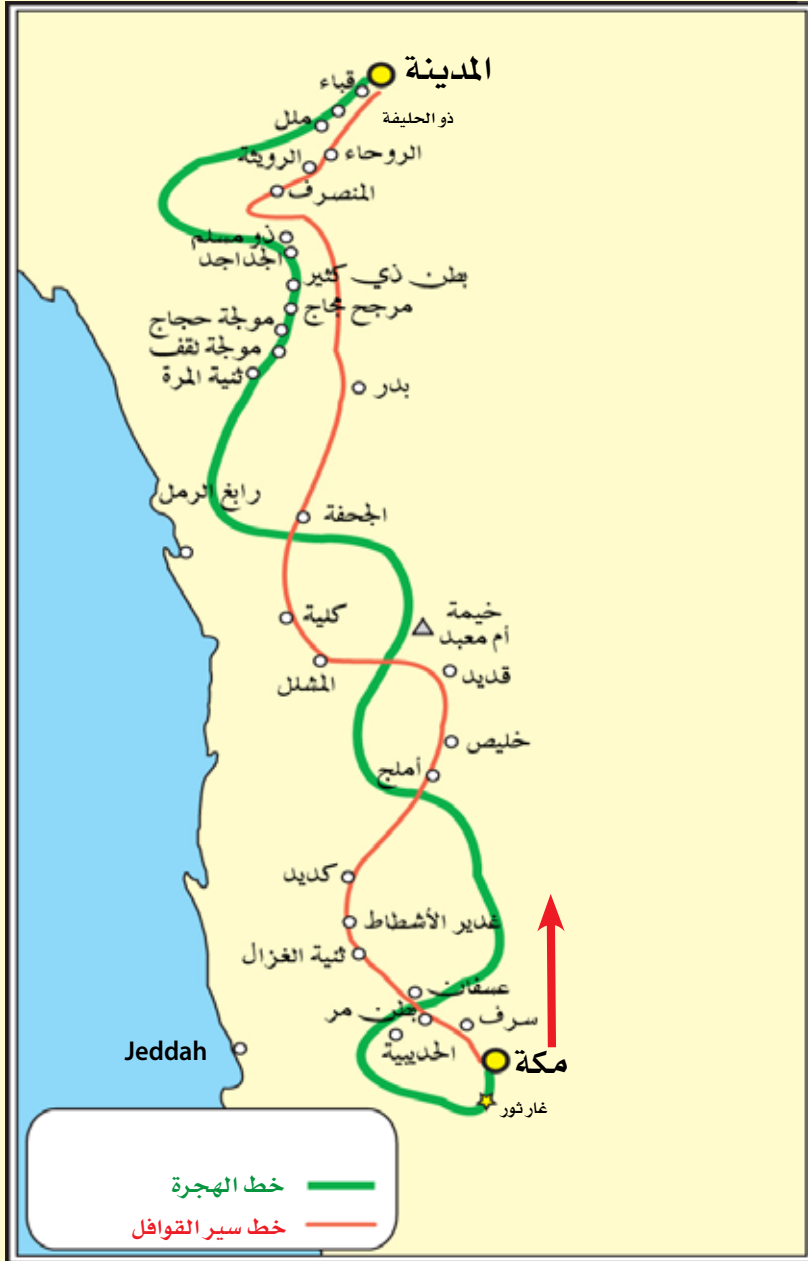 المدينة
قباء
ذو الحليفة
ملل
الروحاء
الرويثة
المنصرف
ذو مسلم
الجداجد
بطن ذي كثير
مرجح مجاج
موجة حجاج
موجة لقف
ثنية المرة
بدر
رابغ الرمل
الجحفة
خيمة
أم معبد
كلية
المشلل
قديد
خليص
أملج
كديد
غدير الأشطاط
ثنية الغزال
عسفان
بطن مر
سرف
الحديبية
Jeddah
مكة
غار ثور
خط الهجرة
خط سير القوافل